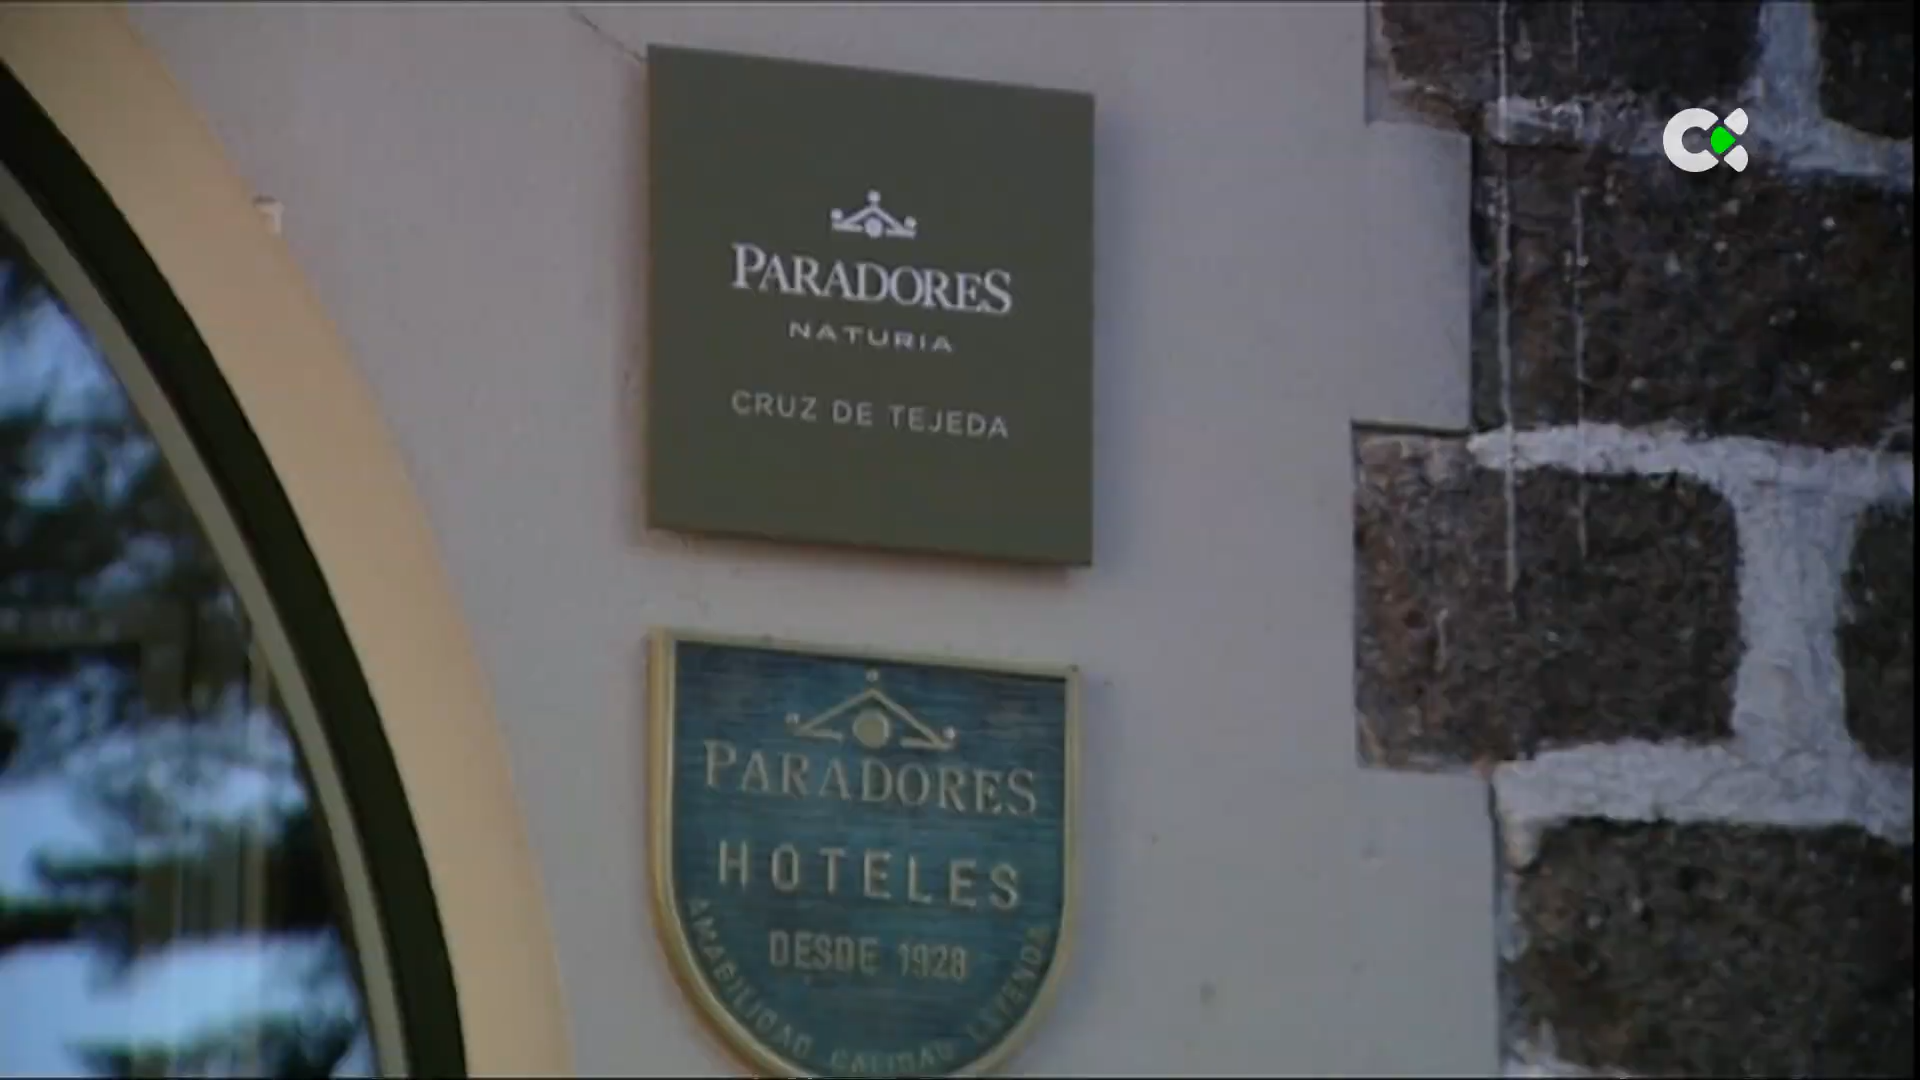 PARADORES
NATURIA
CRUZ DE TEJEDA
PARADORES
HOTELES
DESDE 1928
AMABILIDAD CALIDAD LEYENDA